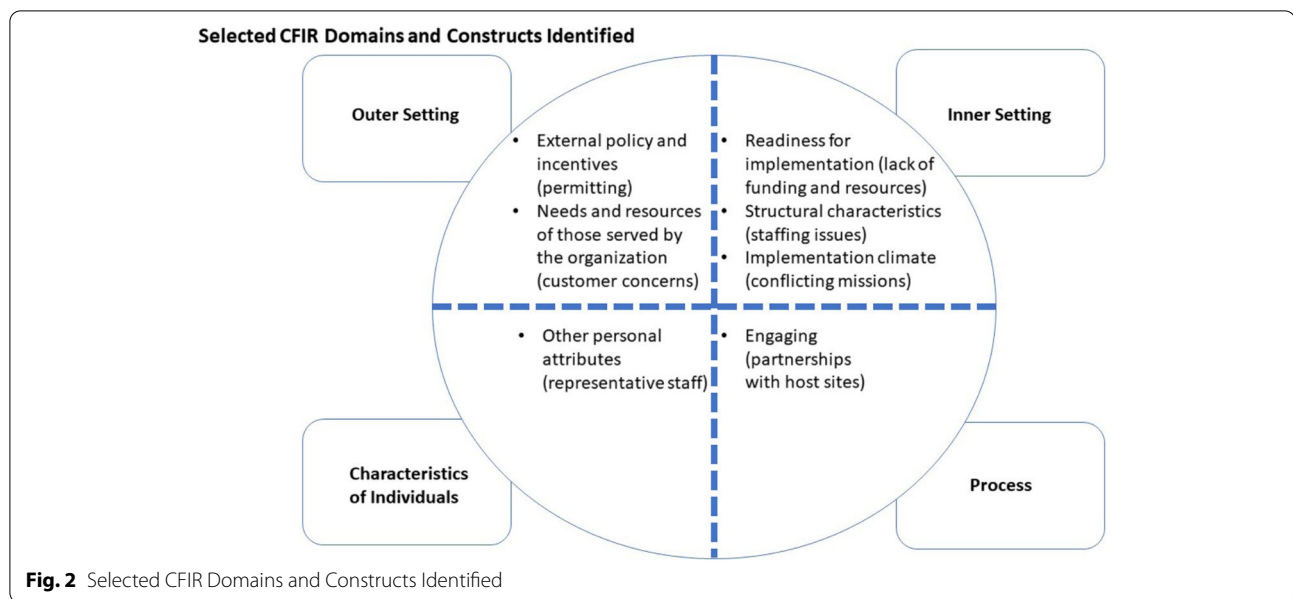 Selected CFIR Domains and Constructs Identified
Outer Setting
• External policy and
incentives
(permitting)
• Needs and resources
of those served by
the organization
(customer concerns)
Inner Setting
• Readiness for
implementation (lack of
funding and resources)
• Structural characteristics
(staffing issues)
• Implementation climate
(conflicting missions)
Characteristics
of Individuals
• Other personal
attributes
(representative staff)
Process
• Engaging
(partnerships
with host sites)
Fig. 2 Selected CFIR Domains and Constructs Identified